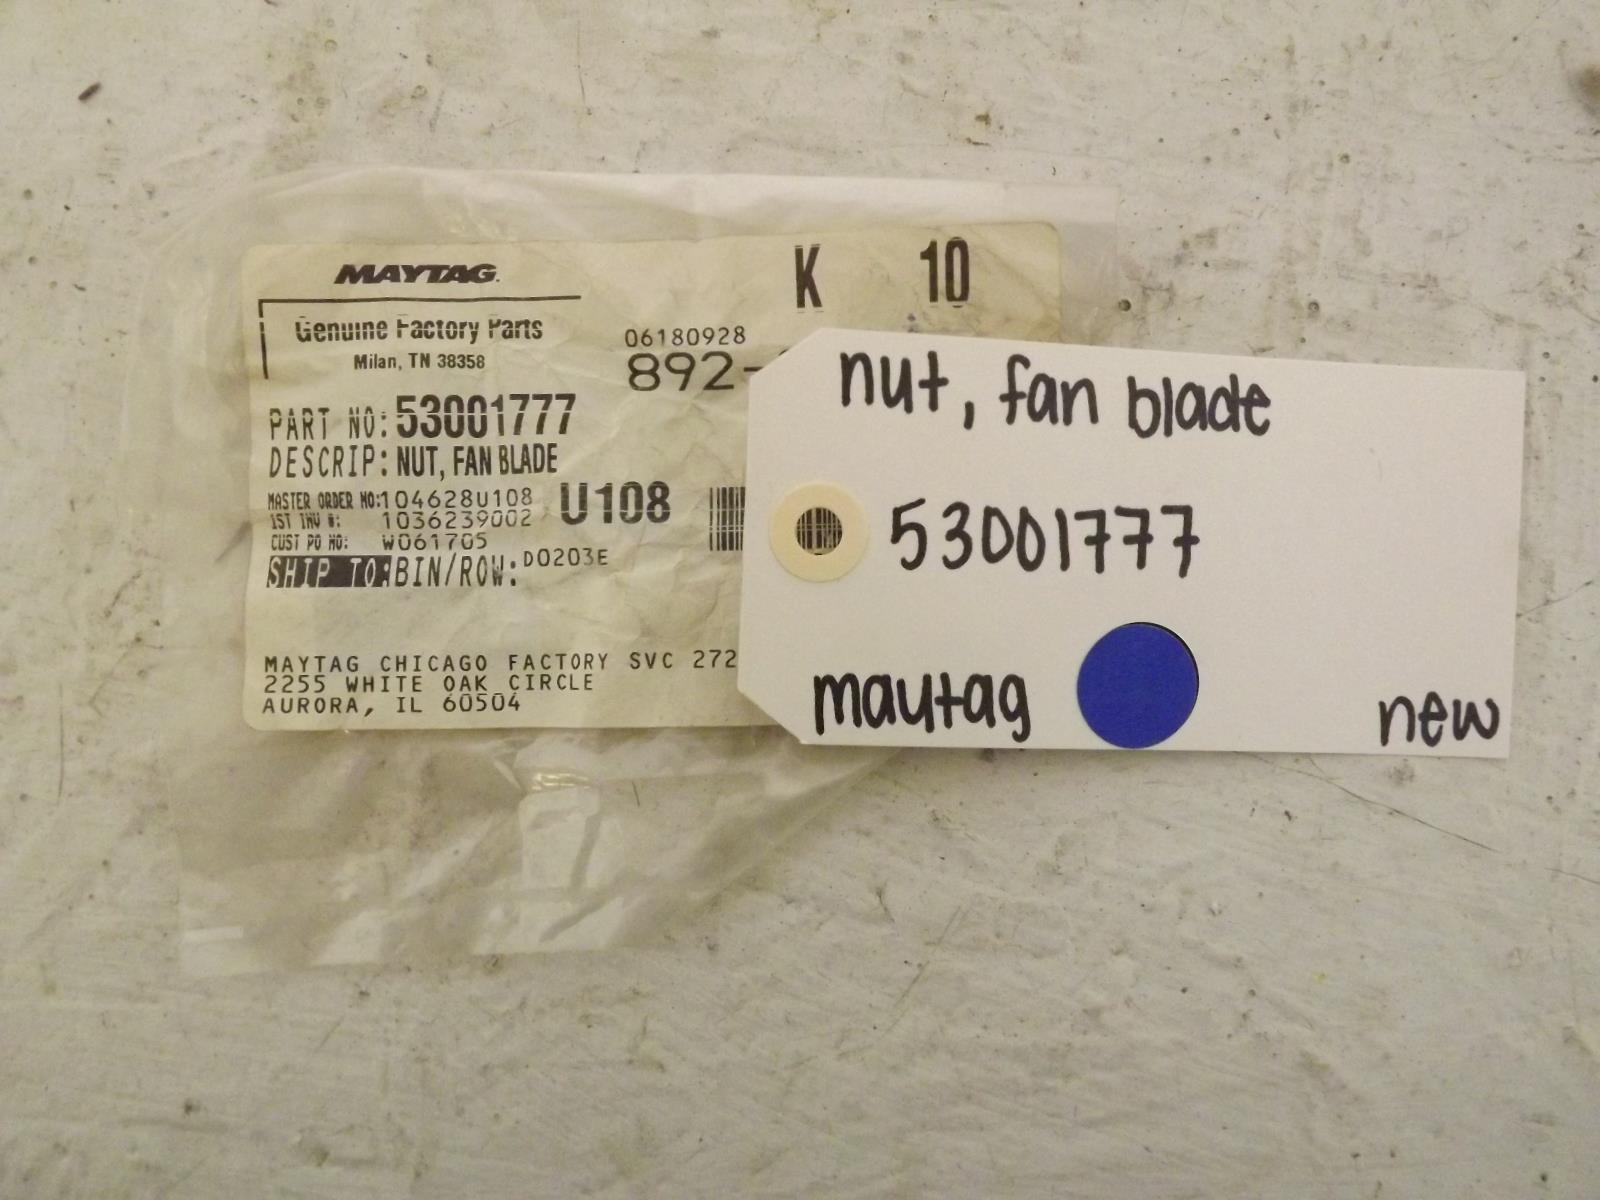 MAYTAG.
K 10
Genuine Factory Parts
Milan, TN 38358
06180928
892-
PART NO: 53001777
DESCRIP: NUT, FAN BLADE
MASTER ORDER NO: 104628U108 U108
1ST INV #: 1036239002
CUST PO NO: W061705
SHIP TO: BIN/ROW: D0203E
MAYTAG CHICAGO FACTORY SVC 272
2255 WHITE OAK CIRCLE
AURORA, IL 60504
nut, fan blade
53001777
maytag new